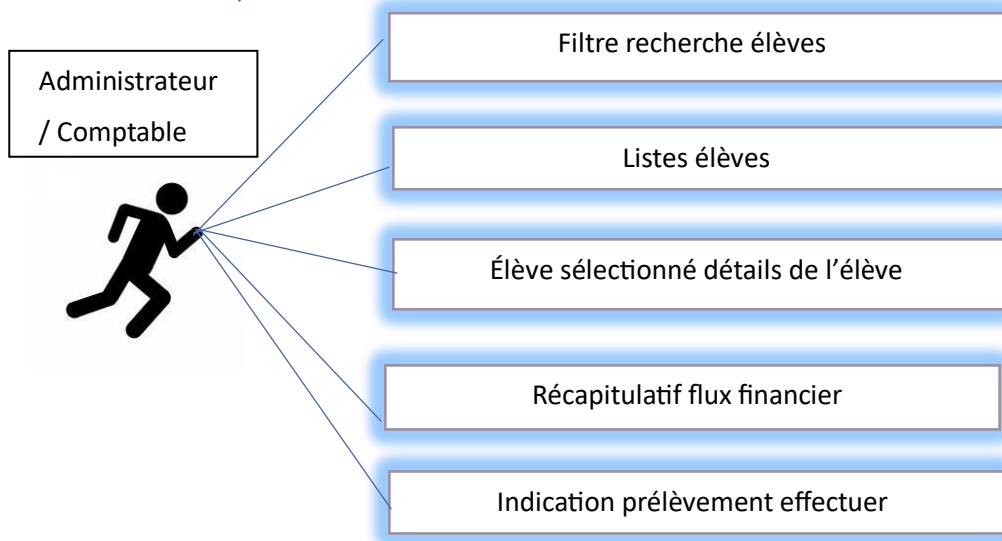 Administrateur
/ Comptable
Filtre recherche élèves
Listes élèves
Élève sélectionné détails de l’élève
Récapitulatif flux financier
Indication prélèvement effectuer